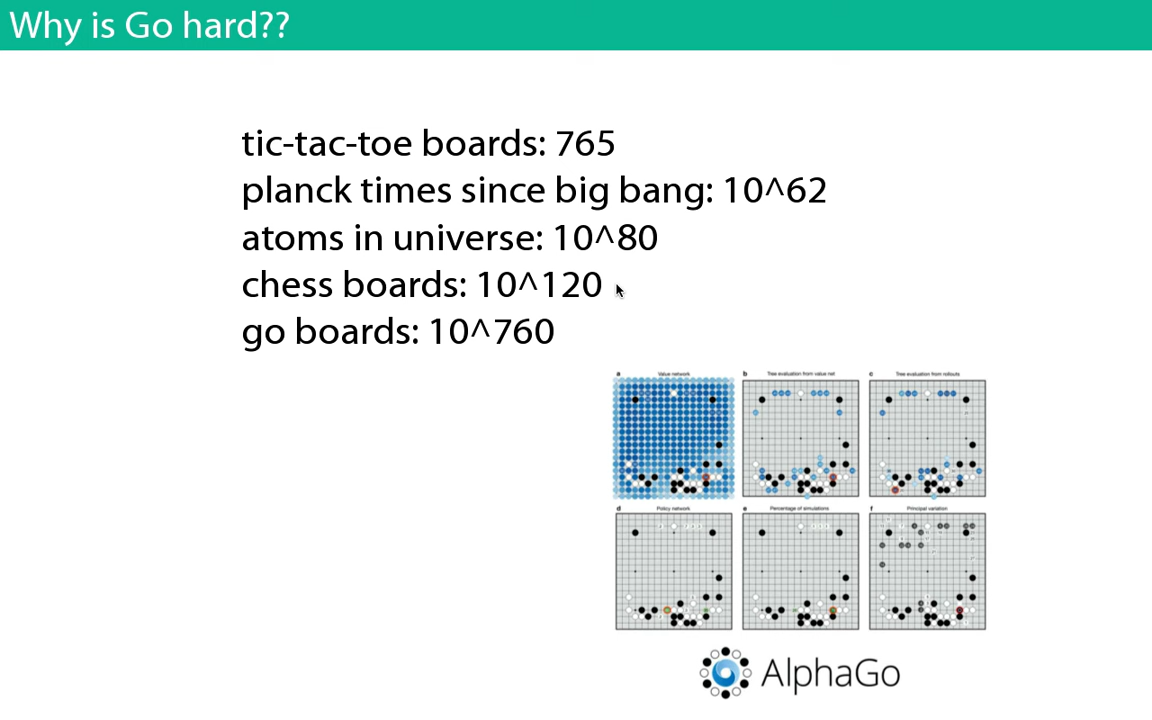 Why is Go hard??
tic-tac-toe boards: 765
planck times since big bang: 10^62
atoms in universe: 10^80
chess boards: 10^120
go boards: 10^760
a Value network
b Tree evaluation from value net
c Tree evaluation from rollouts
d Policy network
e Percentage of simulations
f Principal variation
AlphaGo